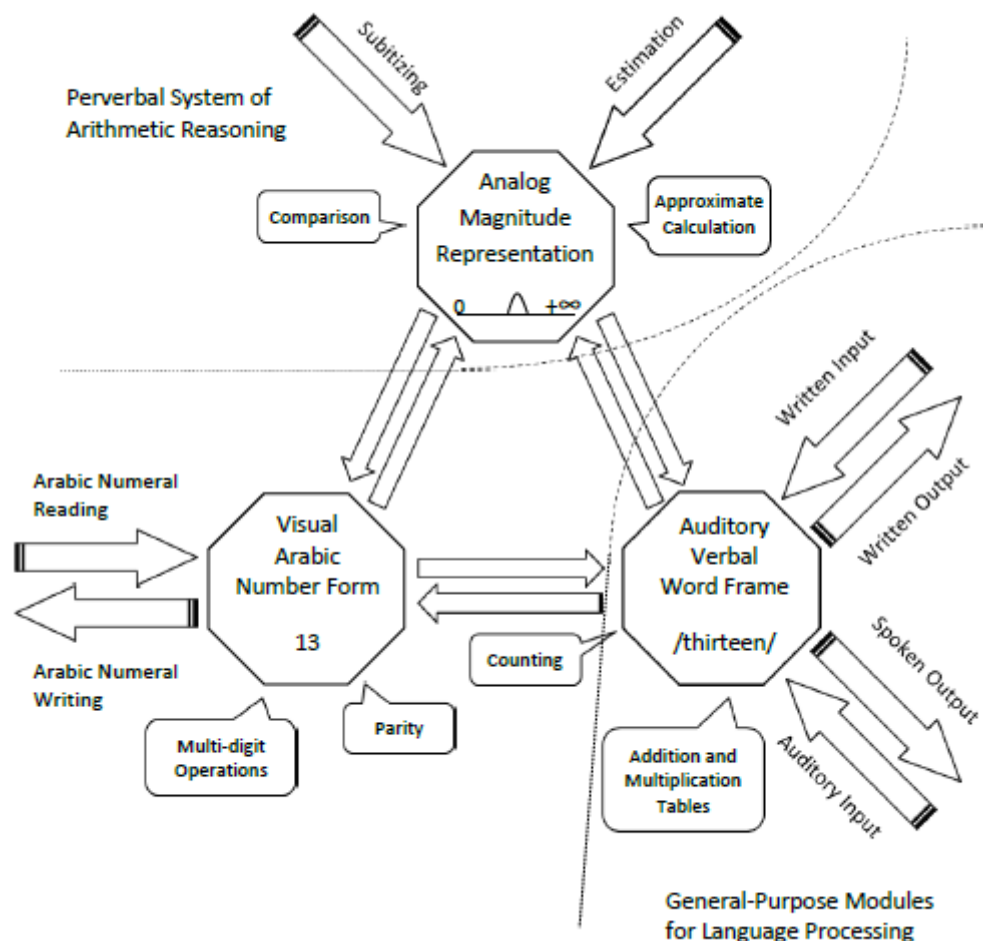 Subitizing
Estimation
Perverbal System of
Arithmetic Reasoning
Analog
Magnitude
Representation
0
+∞
Comparison
Approximate
Calculation
Written Input
Written Output
Arabic Numeral
Reading
Visual
Arabic
Number Form
13
Auditory
Verbal
Word Frame
/thirteen/
Arabic Numeral
Writing
Counting
Spoken Output
Auditory Input
Multi-digit
Operations
Parity
Addition and
Multiplication
Tables
General-Purpose Modules
for Language Processing